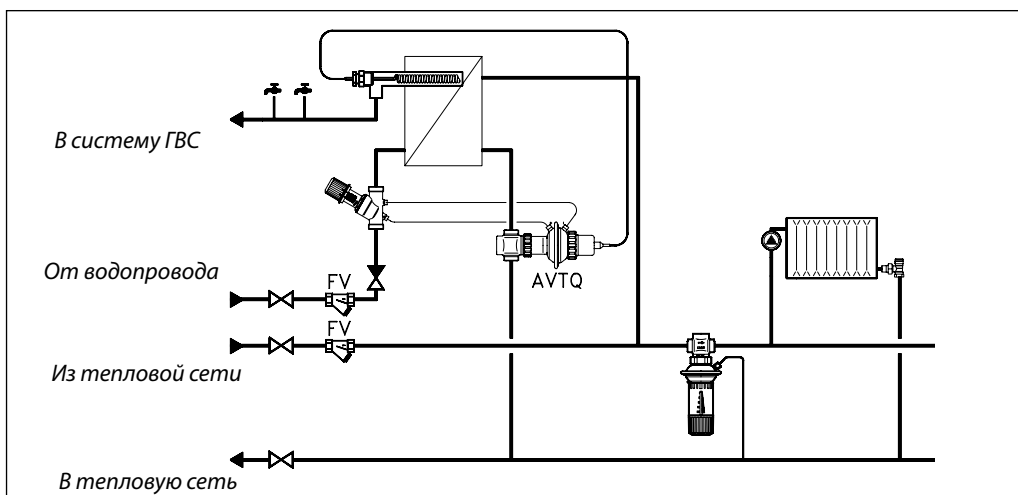 В систему ГВС
От водопровода
FV
AVTQ
FV
Из тепловой сети
В тепловую сеть